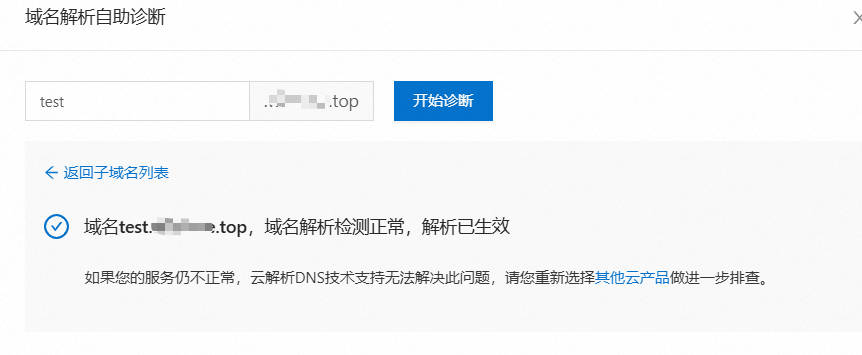 域名解析自助诊断
test .top 开始诊断
返回子域名列表
域名test. .top，域名解析检测正常，解析已生效
如果您的服务仍不正常，云解析DNS技术支持无法解决此问题，请您重新选择其他云产品做进一步排查。